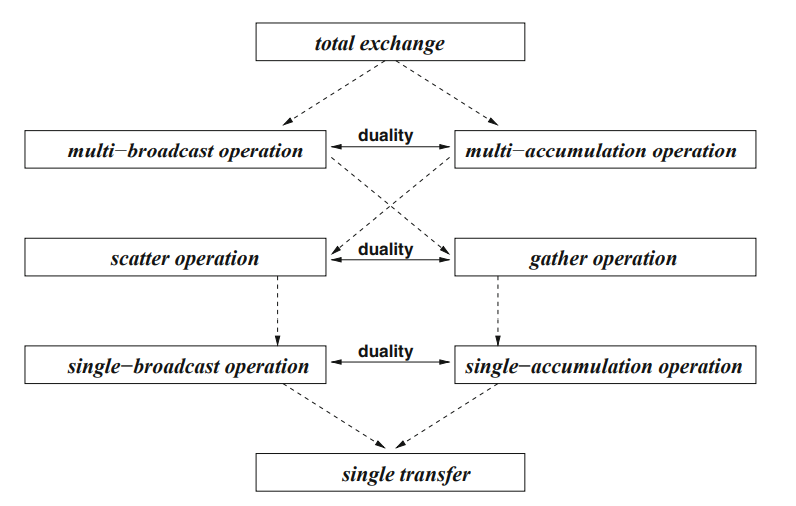 total exchange
multi−broadcast operation
duality
multi−accumulation operation
scatter operation
duality
gather operation
single−broadcast operation
duality
single−accumulation operation
single transfer